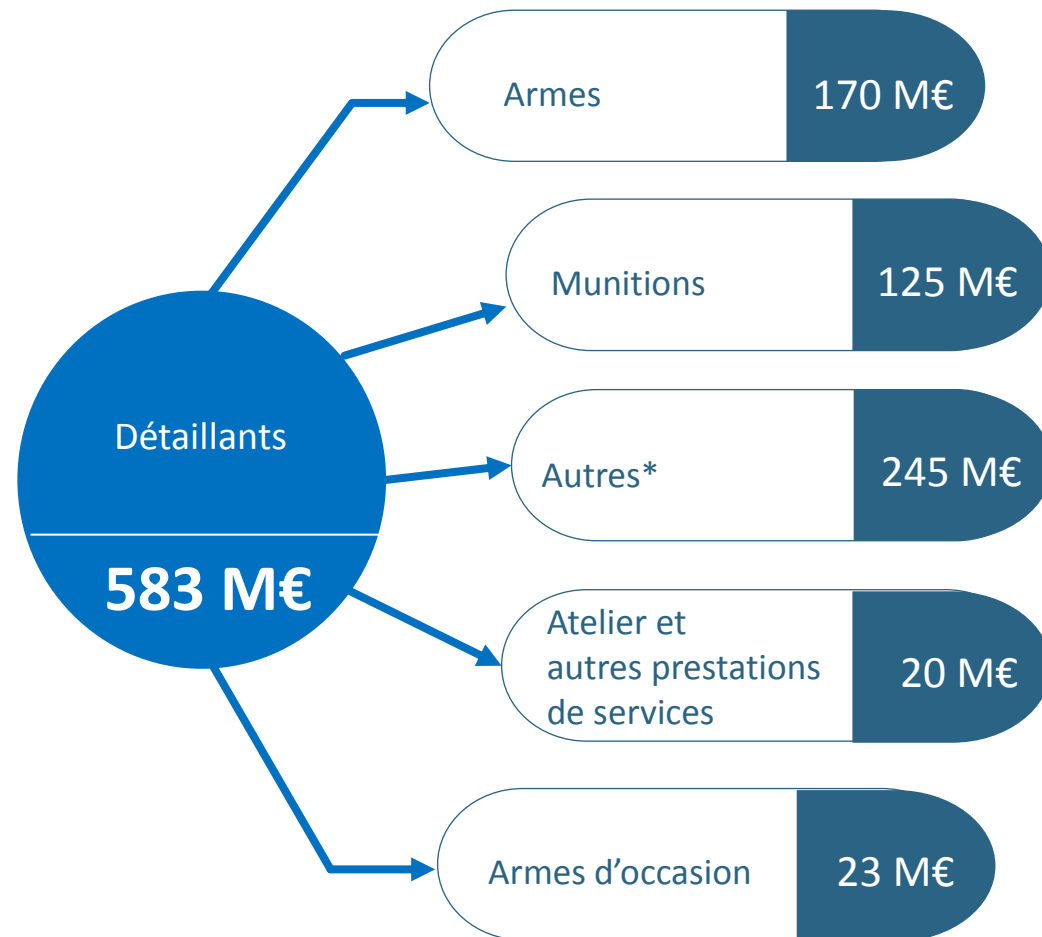 Armes
170 M€
Munitions
125 M€
Détaillants
583 M€
Autres*
245 M€
Atelier et
autres prestations
de services
20 M€
Armes d’occasion
23 M€